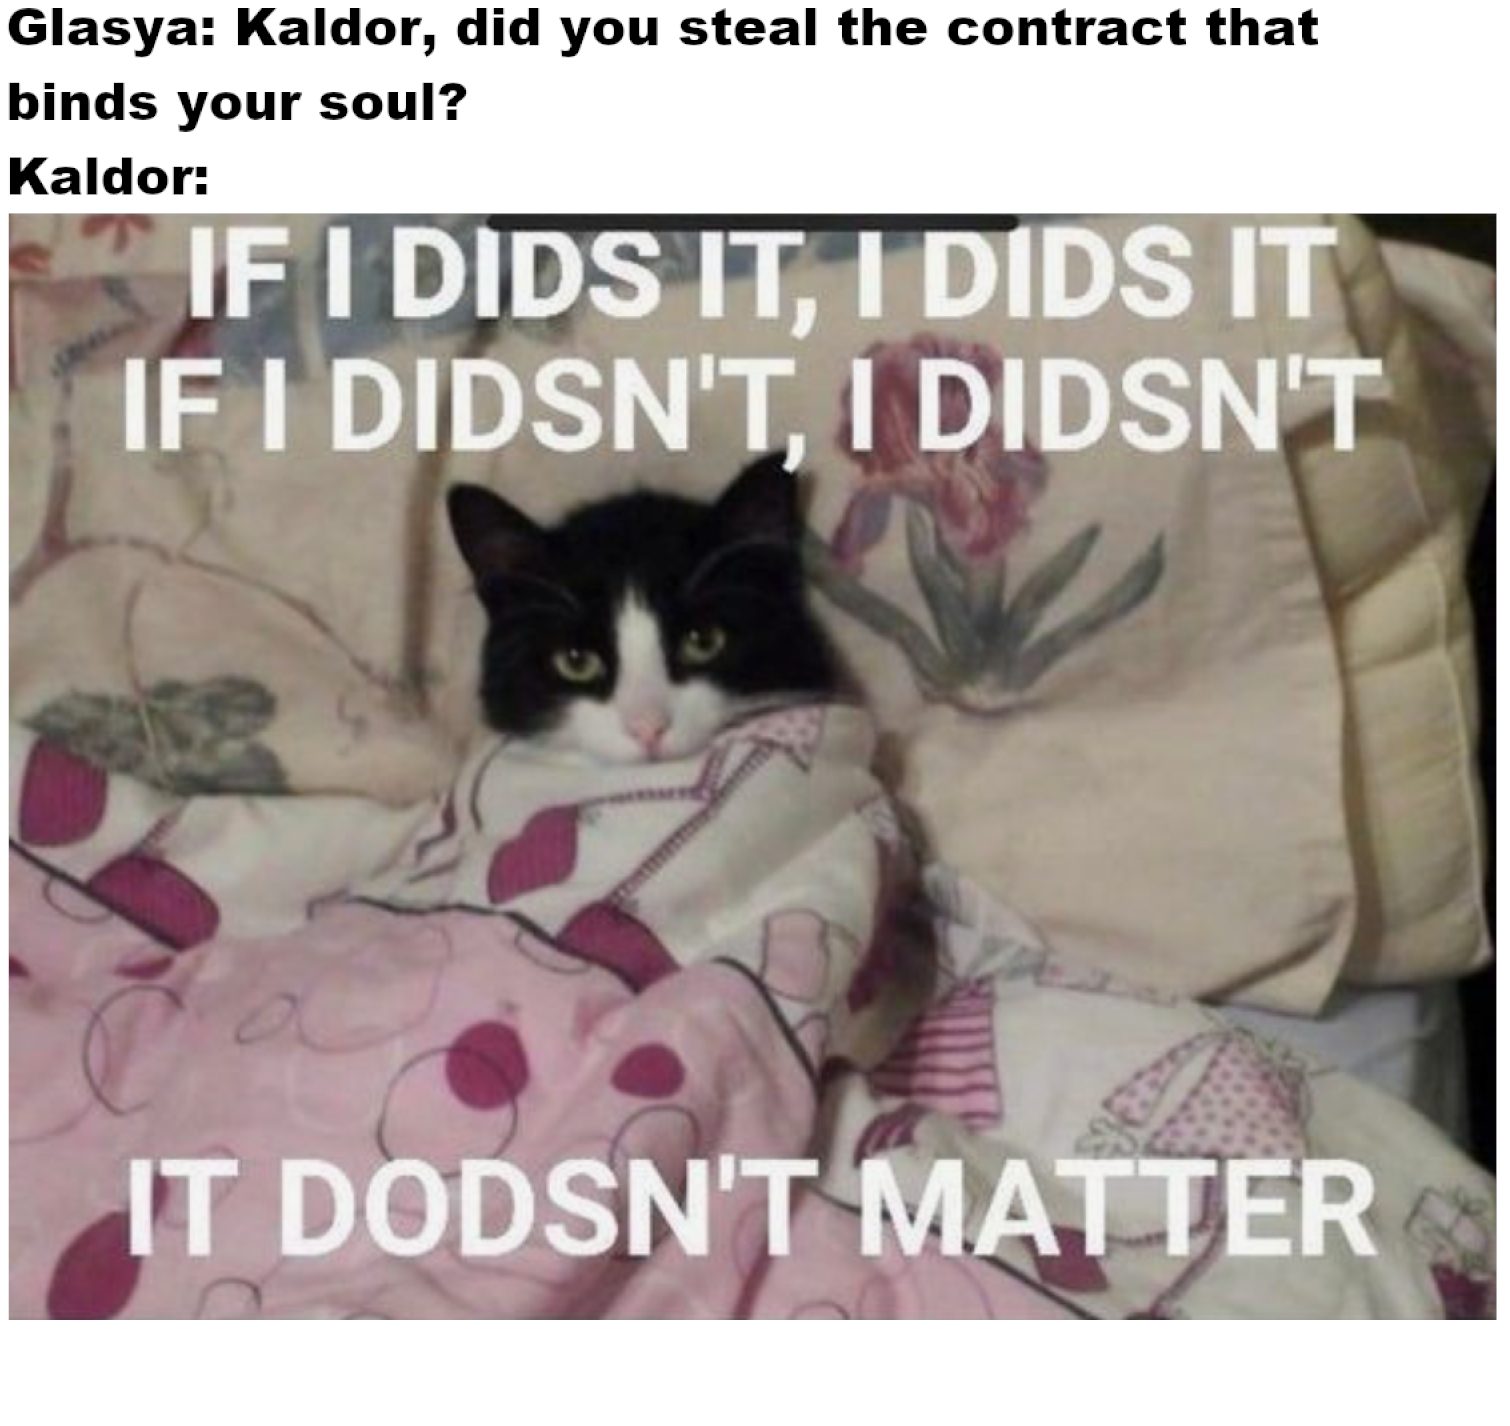 Glasya: Kaldor, did you steal the contract that
binds your soul?
Kaldor:
IF I DIDS IT, I DIDS IT
IF I DIDSN'T, I DIDSN'T
IT DODSN'T MATTER